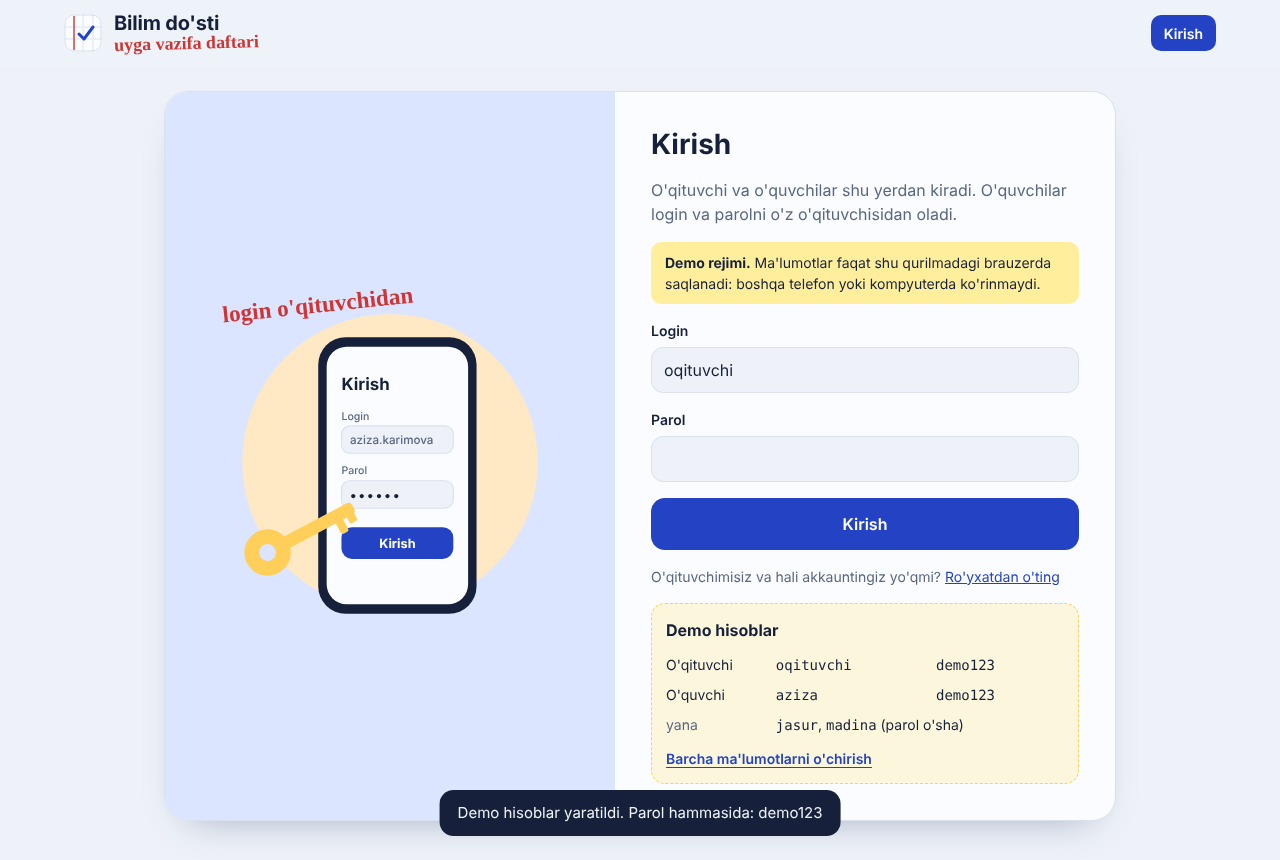 Bilim do'sti
uyga vazifa daftari
Kirish
login o'qituvchidan
Kirish
Login
aziza.karimova
Parol
••••••
Kirish
Kirish
O'qituvchi va o'quvchilar shu yerdan kiradi. O'quvchilar
login va parolni o'z o'qituvchisidan oladi.
Demo rejimi. Ma'lumotlar faqat shu qurilmadagi brauzerda
saqlanadi: boshqa telefon yoki kompyuterda ko'rinmaydi.
Login
oqituvchi
Parol
Kirish
O'qituvchimisiz va hali akkauntingiz yo'qmi? Ro'yxatdan o'ting
Demo hisoblar
O'qituvchi oqituvchi demo123
O'quvchi aziza demo123
yana jasur, madina (parol o'sha)
Barcha ma'lumotlarni o'chirish
Demo hisoblar yaratildi. Parol hammasida: demo123